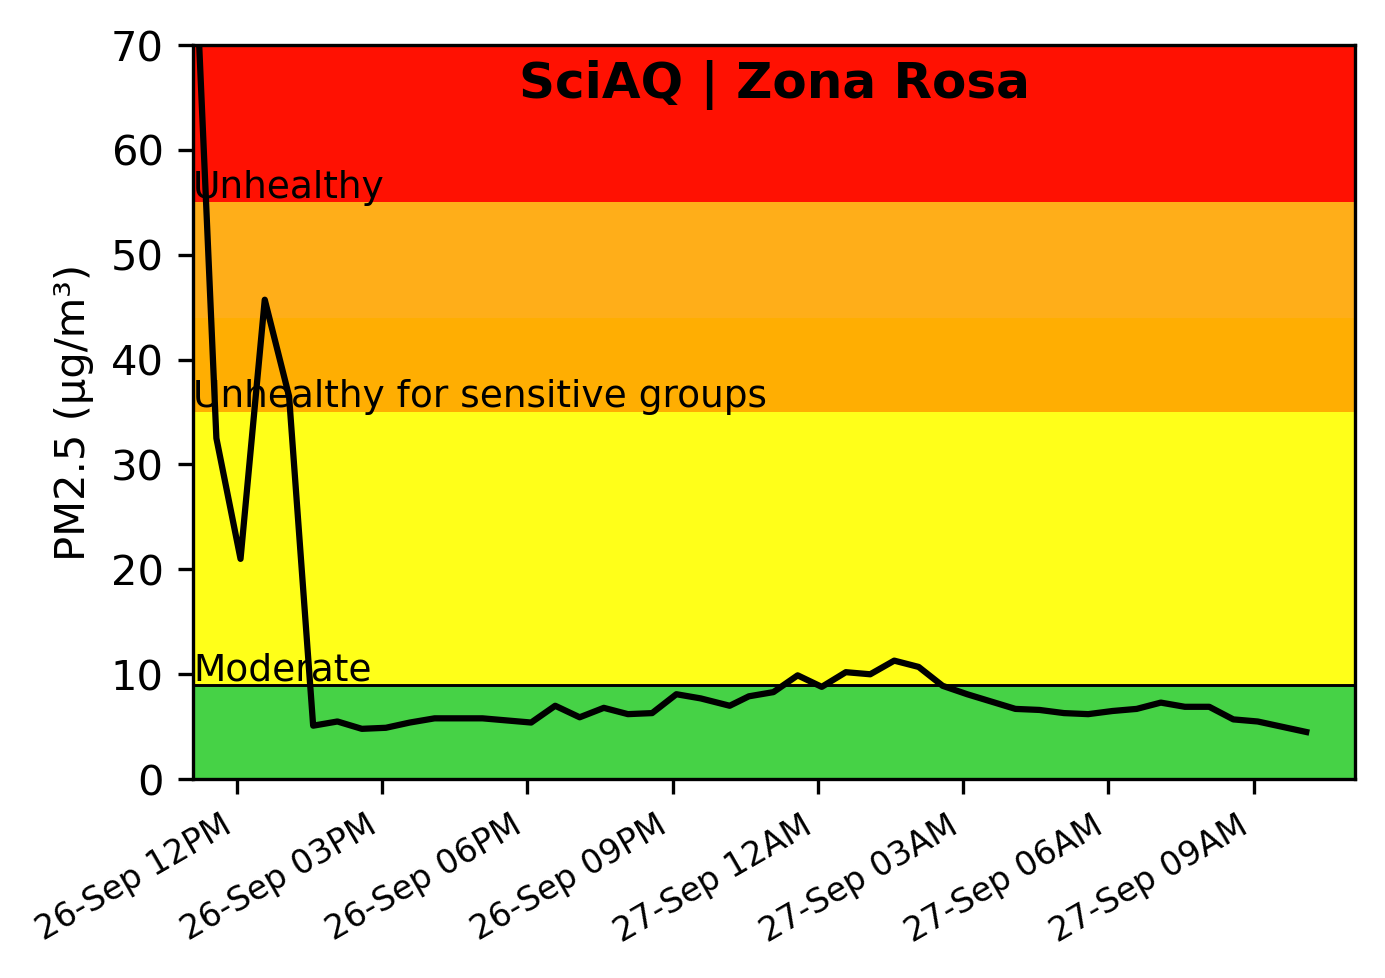 SciAQ | Zona Rosa
PM2.5 (µg/m³)
70
60
50
40
30
20
10
0
Unhealthy
Unhealthy for sensitive groups
Moderate
26-Sep 12PM
26-Sep 03PM
26-Sep 06PM
26-Sep 09PM
27-Sep 12AM
27-Sep 03AM
27-Sep 06AM
27-Sep 09AM